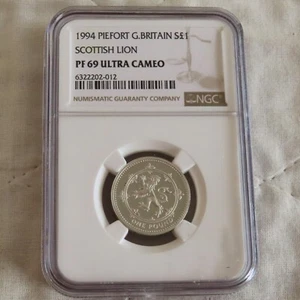 1994 PIEFORT G.BRITAIN S£1
SCOTTISH LION
PF 69 ULTRA CAMEO
6322202-012
NUMISMATIC GUARANTY COMPANY
NGC
ONE POUND